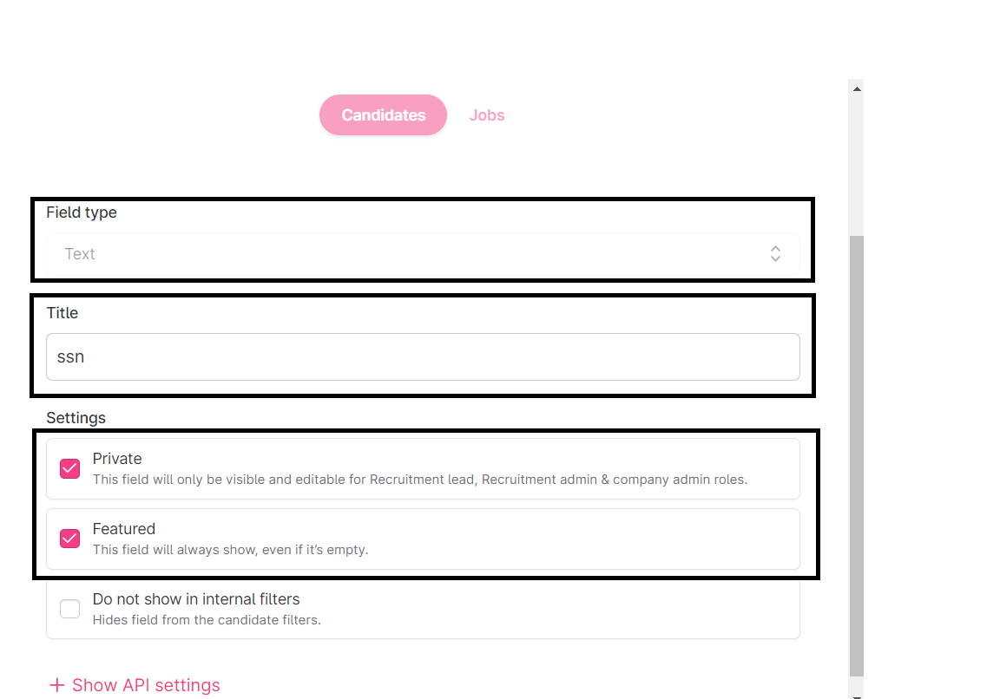 Candidates Jobs
Field type
Text
Title
ssn
Settings
Private
This field will only be visible and editable for Recruitment lead, Recruitment admin & company admin roles.
Featured
This field will always show, even if it’s empty.
Do not show in internal filters
Hides field from the candidate filters.
+ Show API settings